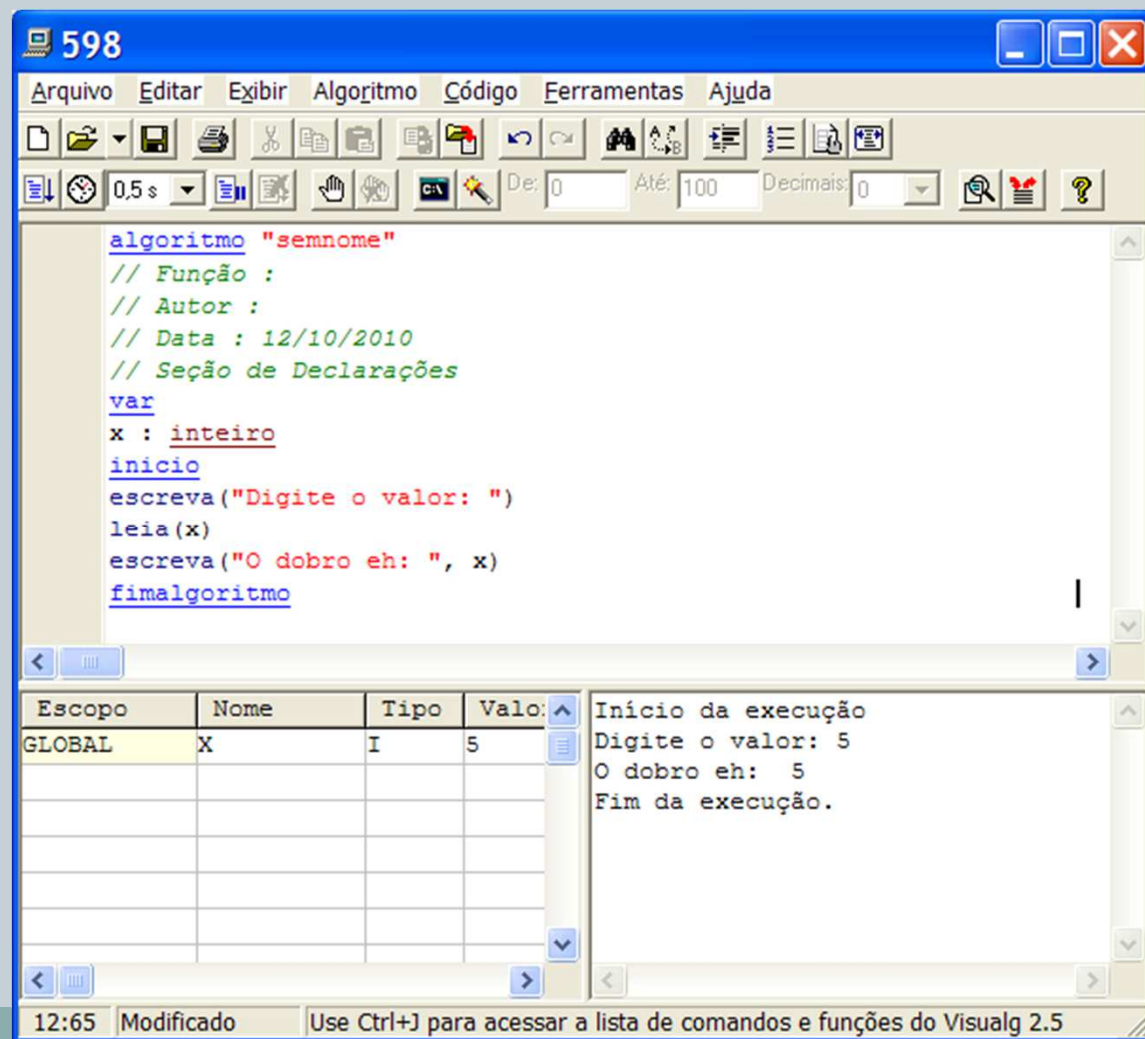 598
Arquivo Editar Exibir Algoritmo Código Ferramentas Ajuda
0,5 s De: 0 Até: 100 Decimais: 0
algoritmo "semnome"
// Função :
// Autor :
// Data : 12/10/2010
// Seção de Declarações
var
x : inteiro
inicio
escreva("Digite o valor: ")
leia(x)
escreva("O dobro eh: ", x)
fimalgoritmo
Escopo Nome Tipo Valo
GLOBAL X I 5
Início da execução
Digite o valor: 5
O dobro eh:  5
Fim da execução.
12:65 Modificado Use Ctrl+J para acessar a lista de comandos e funções do Visualg 2.5